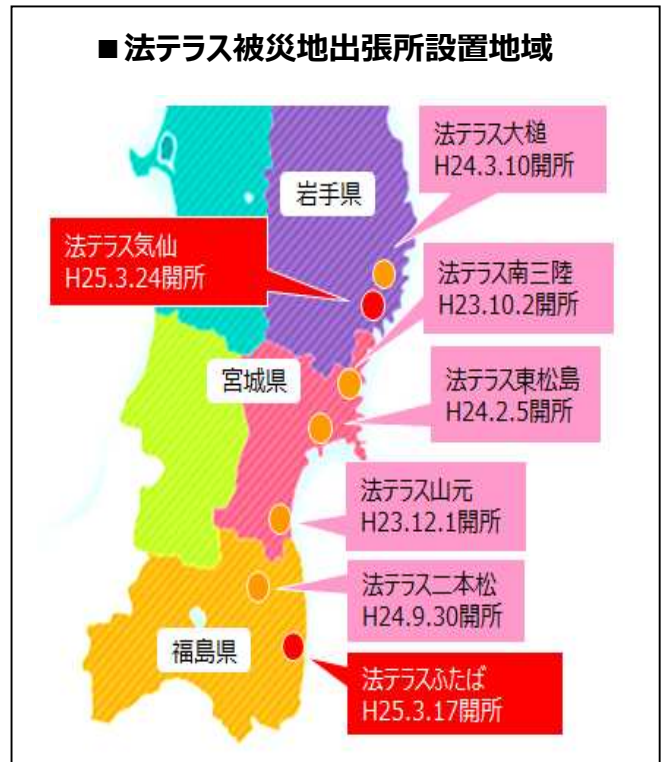 ■法テラス被災地出張所設置地域
法テラス大槌
H24.3.10開所
岩手県
法テラス気仙
H25.3.24開所
法テラス南三陸
H23.10.2開所
宮城県
法テラス東松島
H24.2.5開所
法テラス山元
H23.12.1開所
法テラス二本松
H24.9.30開所
福島県
法テラスふたば
H25.3.17開所